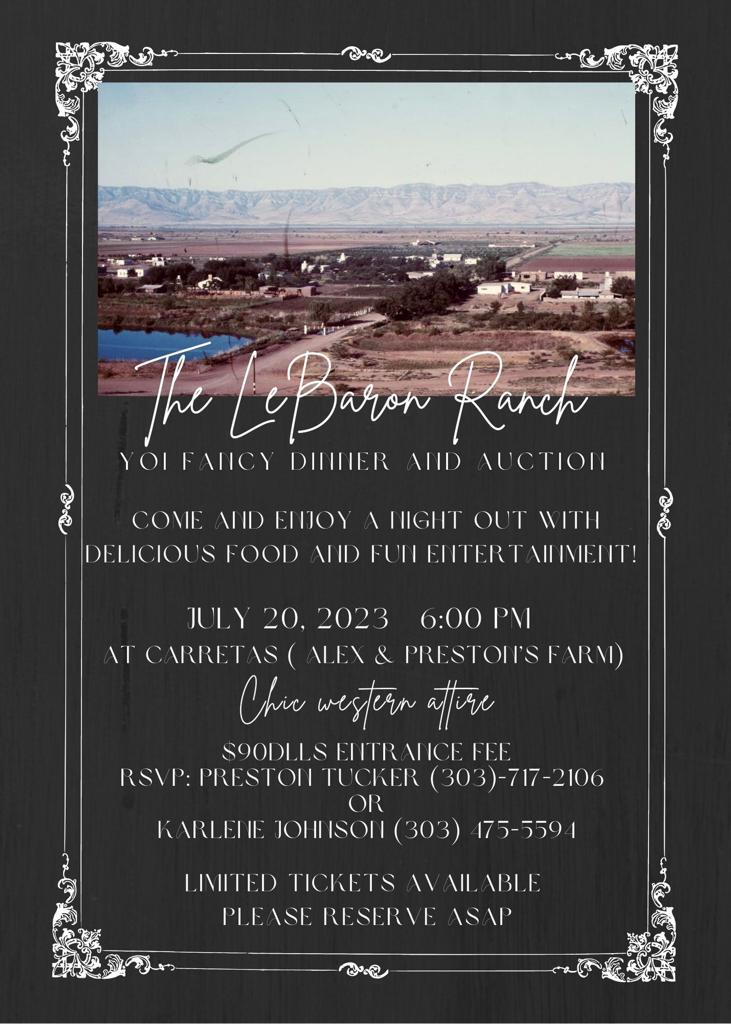 The LeBaron Ranch
YOI FANCY DINNER AND AUCTION
COME AND ENJOY A NIGHT OUT WITH
DELICIOUS FOOD AND FUN ENTERTAINMENT!
JULY 20, 2023 6:00 PM
AT CARRETAS ( ALEX & PRESTON'S FARM)
Chic western attire
$90DLLS ENTRANCE FEE
RSVP: PRESTON TUCKER (303)-717-2106
OR
KARLENE JOHNSON (303) 475-5594
LIMITED TICKETS AVAILABLE
PLEASE RESERVE ASAP